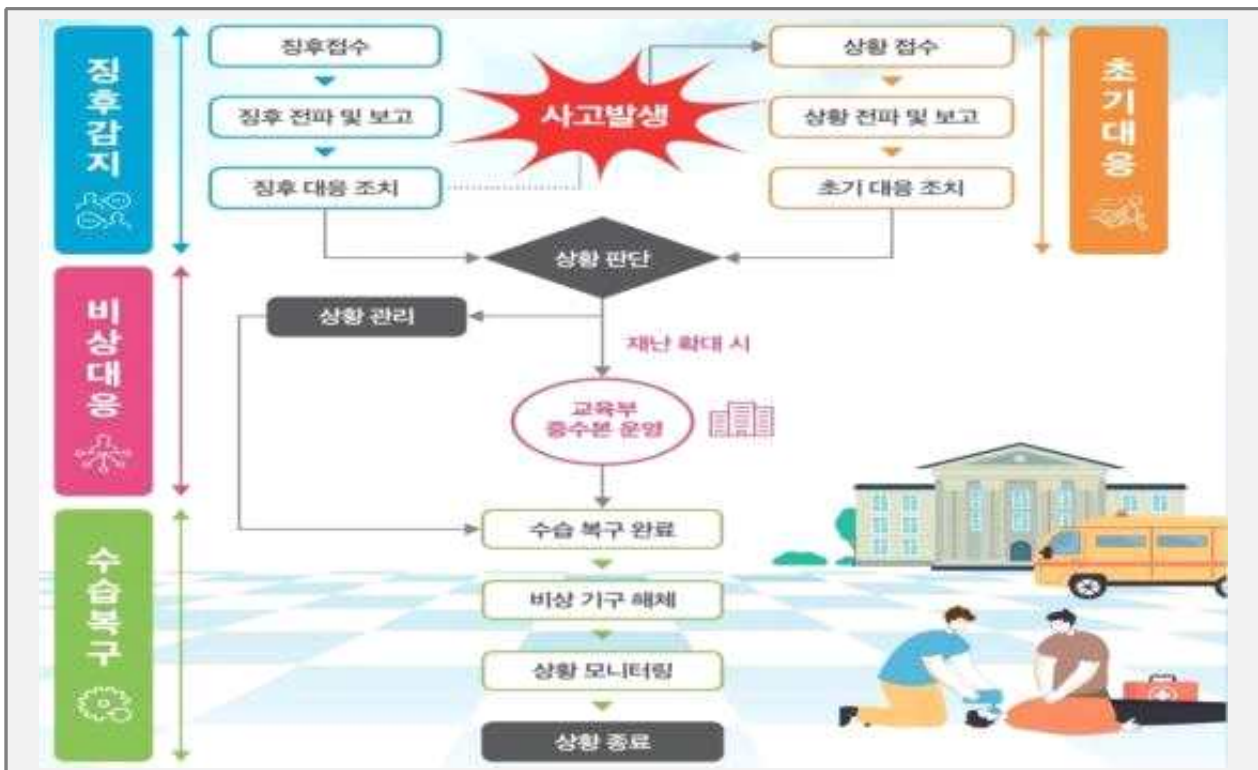 징후감지
징후접수
징후 전파 및 보고
징후 대응 조치
사고발생
상황 접수
상황 전파 및 보고
초기 대응 조치
초기대응
상황 판단
비상대응
상황 관리
재난 확대 시
교육부
중수본 운영
수습복구
수습 복구 완료
비상 기구 해체
상황 모니터링
상황 종료